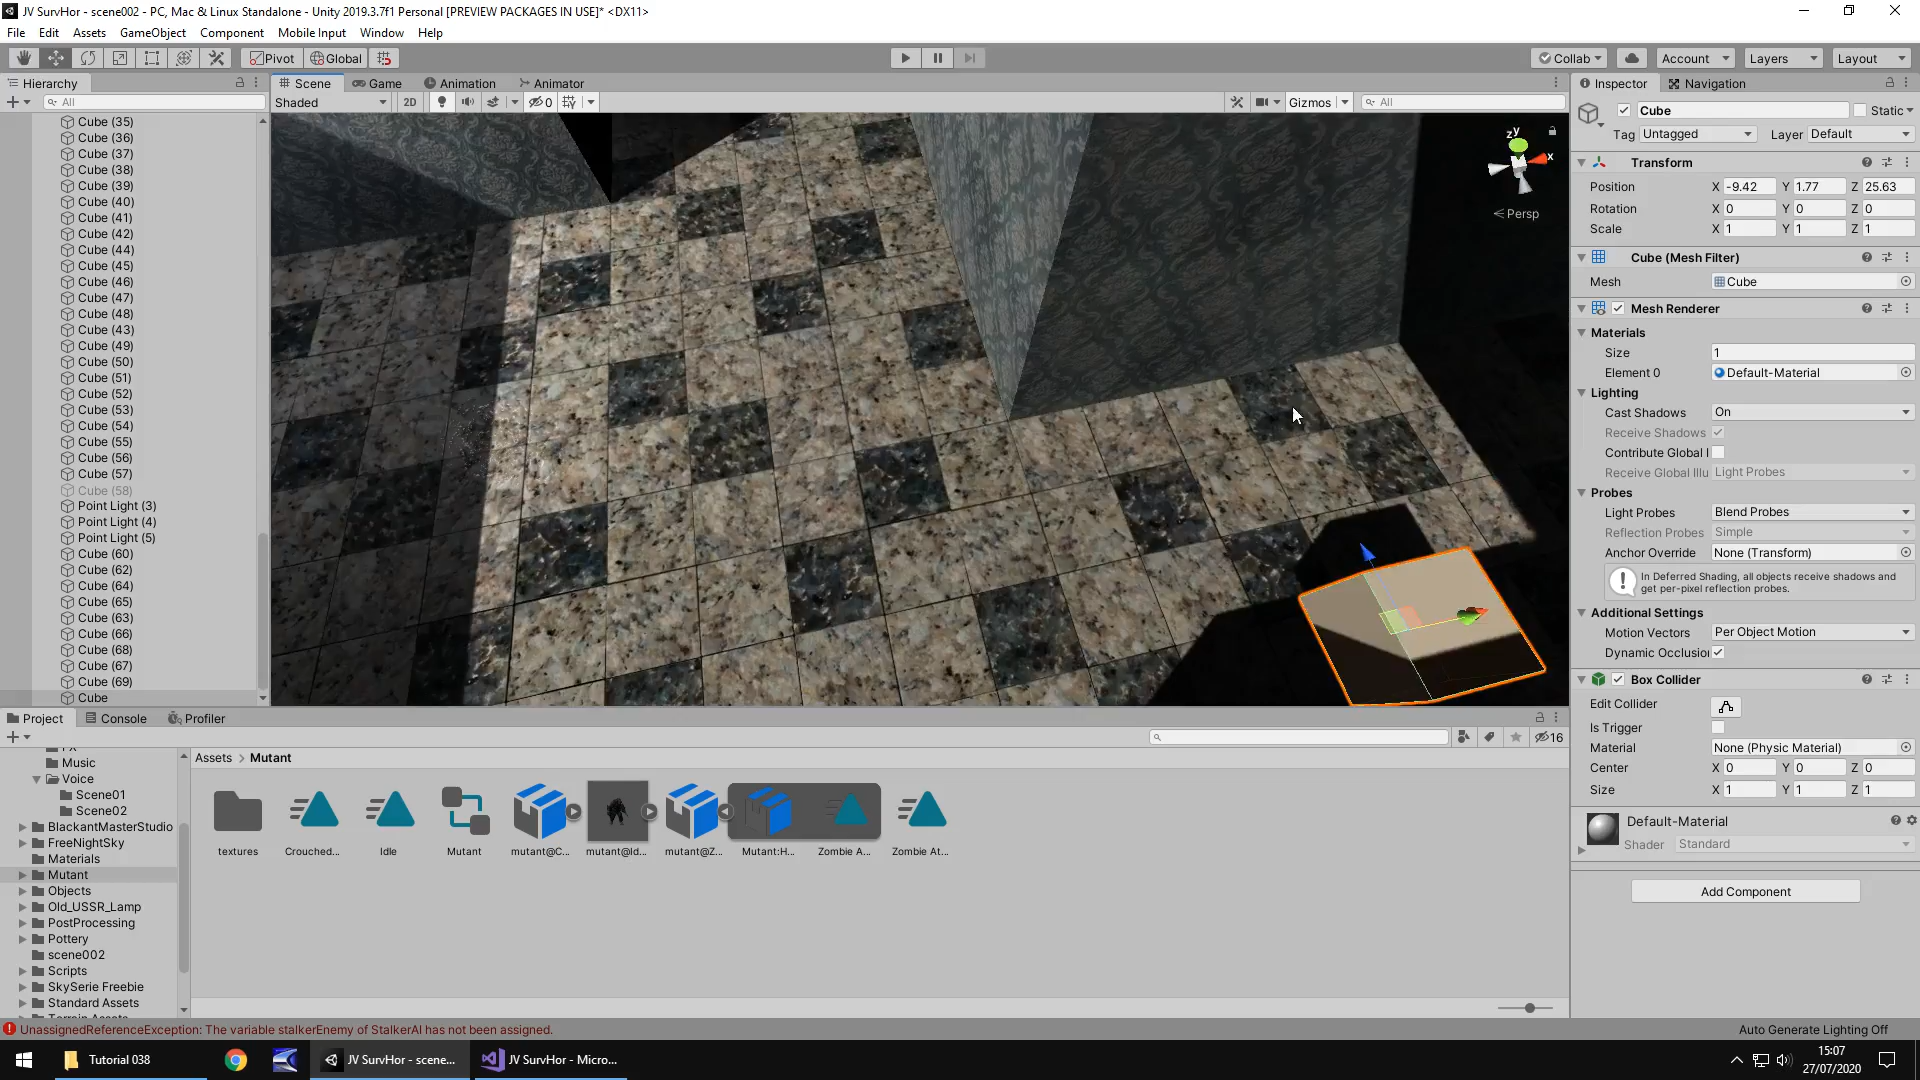 JV SurvHor - scene002 - PC, Mac & Linux Standalone - Unity 2019.3.7f1 Personal [PREVIEW PACKAGES IN USE]* <DX11>
File Edit Assets GameObject Component Mobile Input Window Help
Pivot Global Collab Account Layers Layout
Hierarchy Scene Game Animation Animator Inspector Navigation
All Shaded 2D 0 Gizmos All
Cube (35)
Cube (36)
Cube (37)
Cube (38)
Cube (39)
Cube (40)
Cube (41)
Cube (42)
Cube (44)
Cube (45)
Cube (46)
Cube (47)
Cube (48)
Cube (43)
Cube (49)
Cube (50)
Cube (51)
Cube (52)
Cube (53)
Cube (54)
Cube (55)
Cube (56)
Cube (57)
Cube (58)
Point Light (3)
Point Light (4)
Point Light (5)
Cube (60)
Cube (62)
Cube (64)
Cube (65)
Cube (63)
Cube (66)
Cube (68)
Cube (67)
Cube (69)
Cube
y
z
x
Persp
Cube Static
Tag Untagged Layer Default
Transform
Position X -9.42 Y 1.77 Z 25.63
Rotation X 0 Y 0 Z 0
Scale X 1 Y 1 Z 1
Cube (Mesh Filter)
Mesh Cube
Mesh Renderer
Materials
Size 1
Element 0 Default-Material
Lighting
Cast Shadows On
Receive Shadows
Contribute Global I
Receive Global Illu Light Probes
Probes
Light Probes Blend Probes
Reflection Probes Simple
Anchor Override None (Transform)
In Deferred Shading, all objects receive shadows and
get per-pixel reflection probes.
Additional Settings
Motion Vectors Per Object Motion
Dynamic Occlusion
Box Collider
Edit Collider
Is Trigger
Material None (Physic Material)
Center X 0 Y 0 Z 0
Size X 1 Y 1 Z 1
Default-Material
Shader Standard
Add Component
Project Console Profiler
16
Music
Voice
Scene01
Scene02
BlackantMasterStudio
FreeNightSky
Materials
Mutant
Objects
Old_USSR_Lamp
PostProcessing
Pottery
scene002
Scripts
SkySerie Freebie
Standard Assets
Assets > Mutant
textures Crouched... Idle Mutant mutant@C... mutant@Id... mutant@Z... Mutant:H... Zombie A... Zombie At...
UnassignedReferenceException: The variable stalkerEnemy of StalkerAI has not been assigned.
Auto Generate Lighting Off
Tutorial 038 JV SurvHor - scene... JV SurvHor - Micro...
15:07
27/07/2020